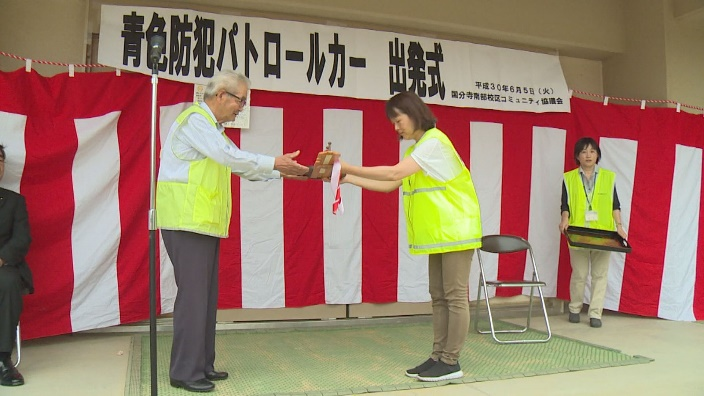 青色防犯パトロールカー 出発式
平成30年6月5日（火）
国分寺南部校区コミュニティ協議会